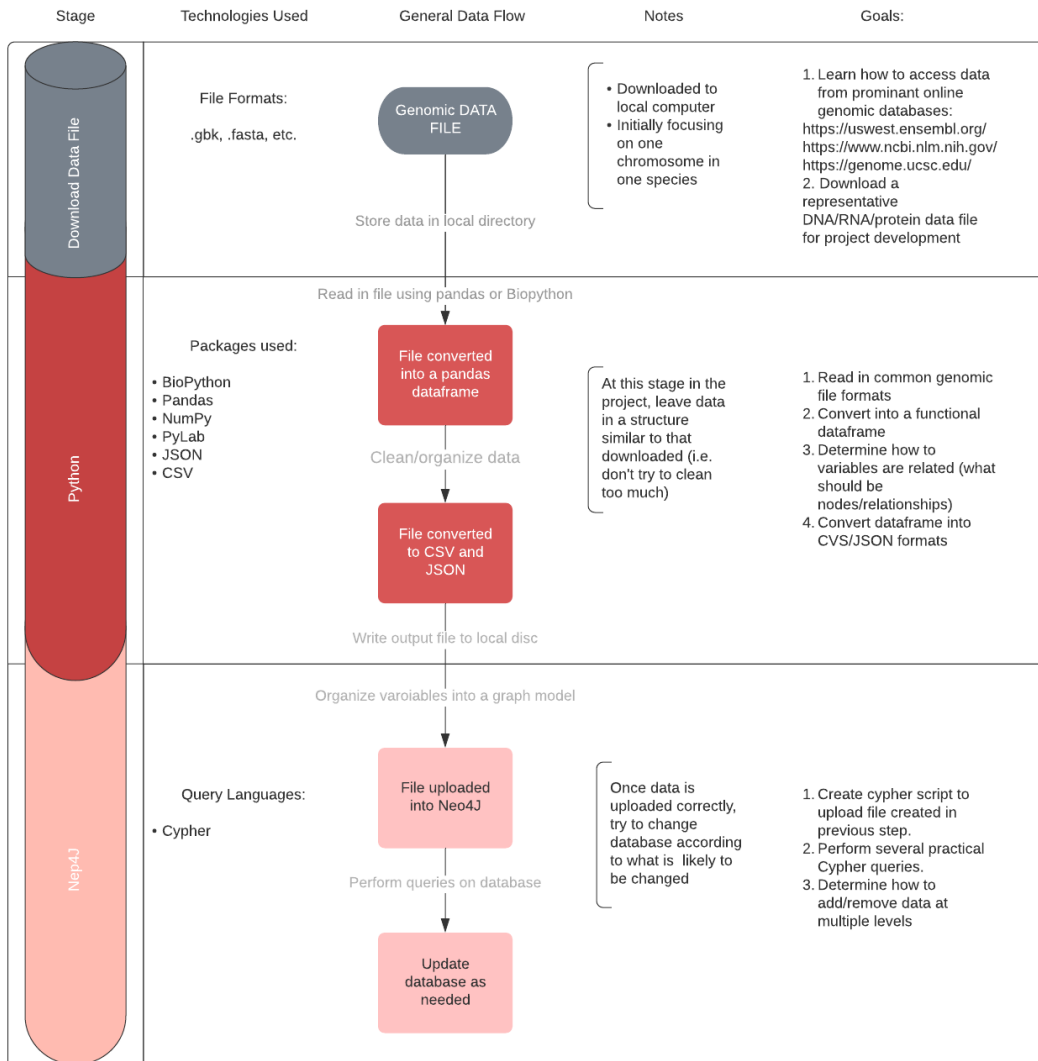 Stage
Technologies Used
General Data Flow
Notes
Goals:
Download Data File
File Formats:
.gbk, .fasta, etc.
Genomic DATA
FILE
Store data in local directory
• Downloaded to
local computer
• Initially focusing
on one
chromosome in
one species
1. Learn how to access data
from prominant online
genomic databases:
https://uswest.ensembl.org/
https://www.ncbi.nlm.nih.gov/
https://genome.ucsc.edu/
2. Download a
representative
DNA/RNA/protein data file
for project development
Python
Packages used:
• BioPython
• Pandas
• NumPy
• PyLab
• JSON
• CSV
Read in file using pandas or Biopython
File converted
into a pandas
dataframe
Clean/organize data
File converted
to CSV and
JSON
Write output file to local disc
At this stage in the
project, leave data
in a structure
similar to that
downloaded (i.e.
don't try to clean
too much)
1. Read in common genomic
file formats
2. Convert into a functional
dataframe
3. Determine how to
variables are related (what
should be
nodes/relationships)
4. Convert dataframe into
CVS/JSON formats
Nep4J
Query Languages:
• Cypher
Organize varoiables into a graph model
File uploaded
into Neo4J
Perform queries on database
Update
database as
needed
Once data is
uploaded correctly,
try to change
database according
to what is likely to
be changed
1. Create cypher script to
upload file created in
previous step.
2. Perform several practical
Cypher queries.
3. Determine how to
add/remove data at
multiple levels